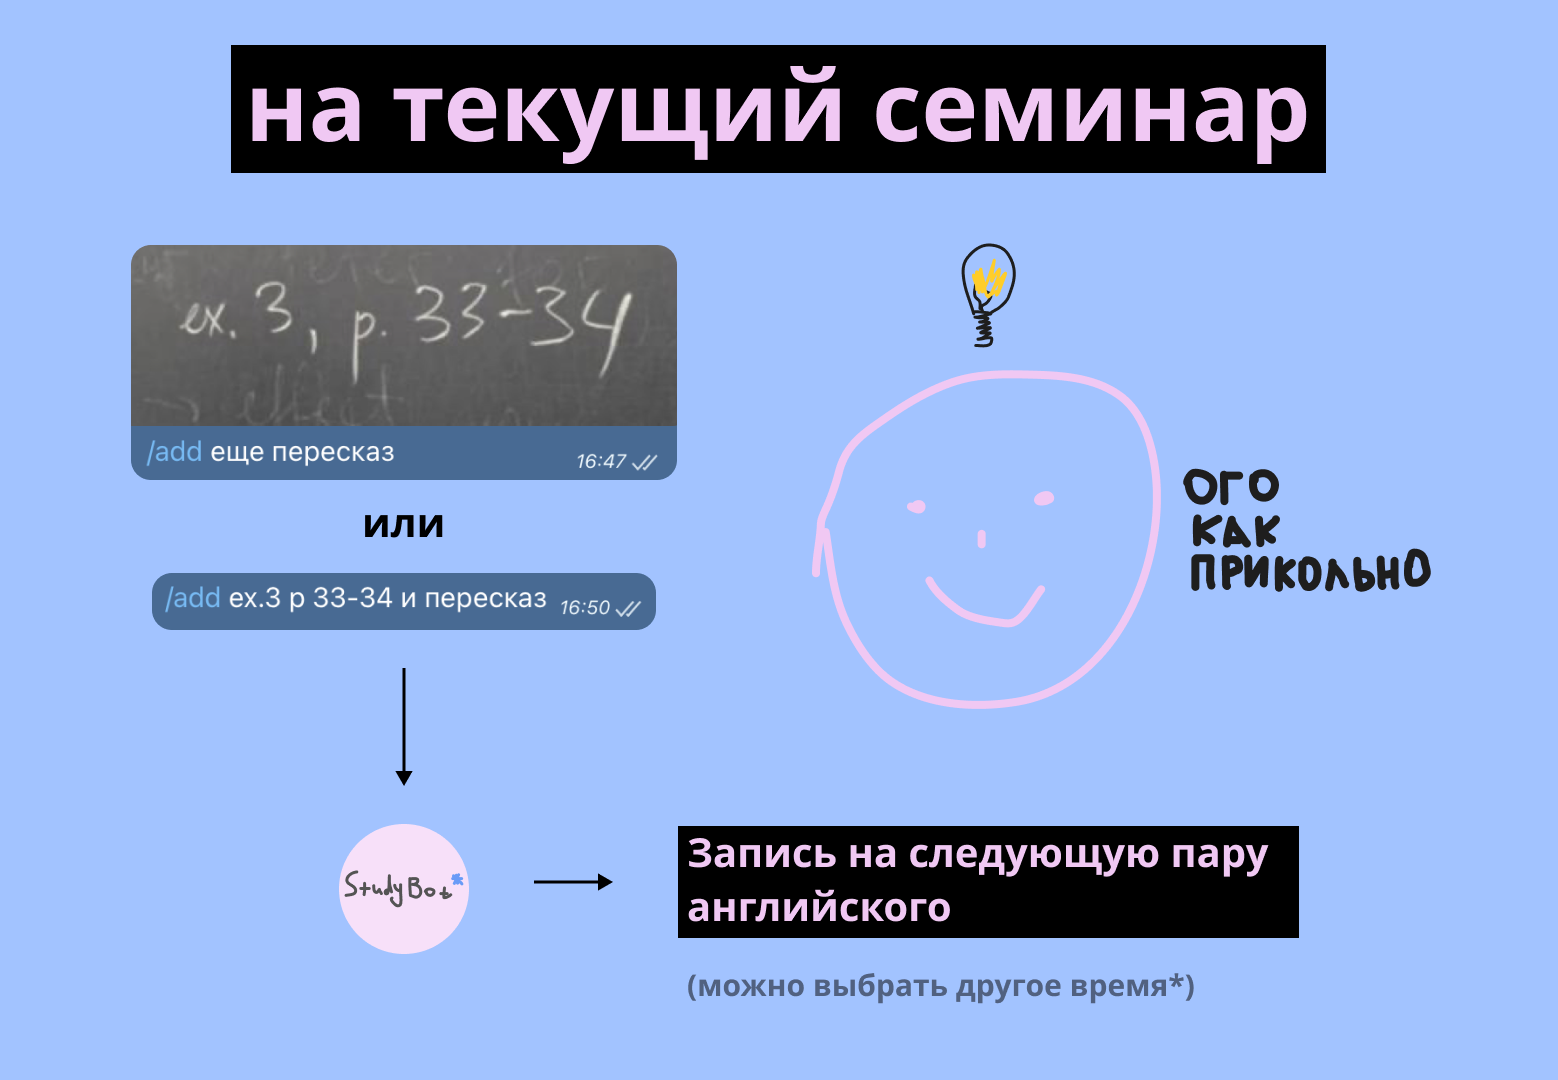 на текущий семинар
ex. 3, p. 33-34
effect
/add еще пересказ
16:47
или
/add ex.3 p 33-34 и пересказ 16:50
ОГО
КАК
ПРИКОЛЬНО
StudyBot*
Запись на следующую пару
английского
(можно выбрать другое время*)